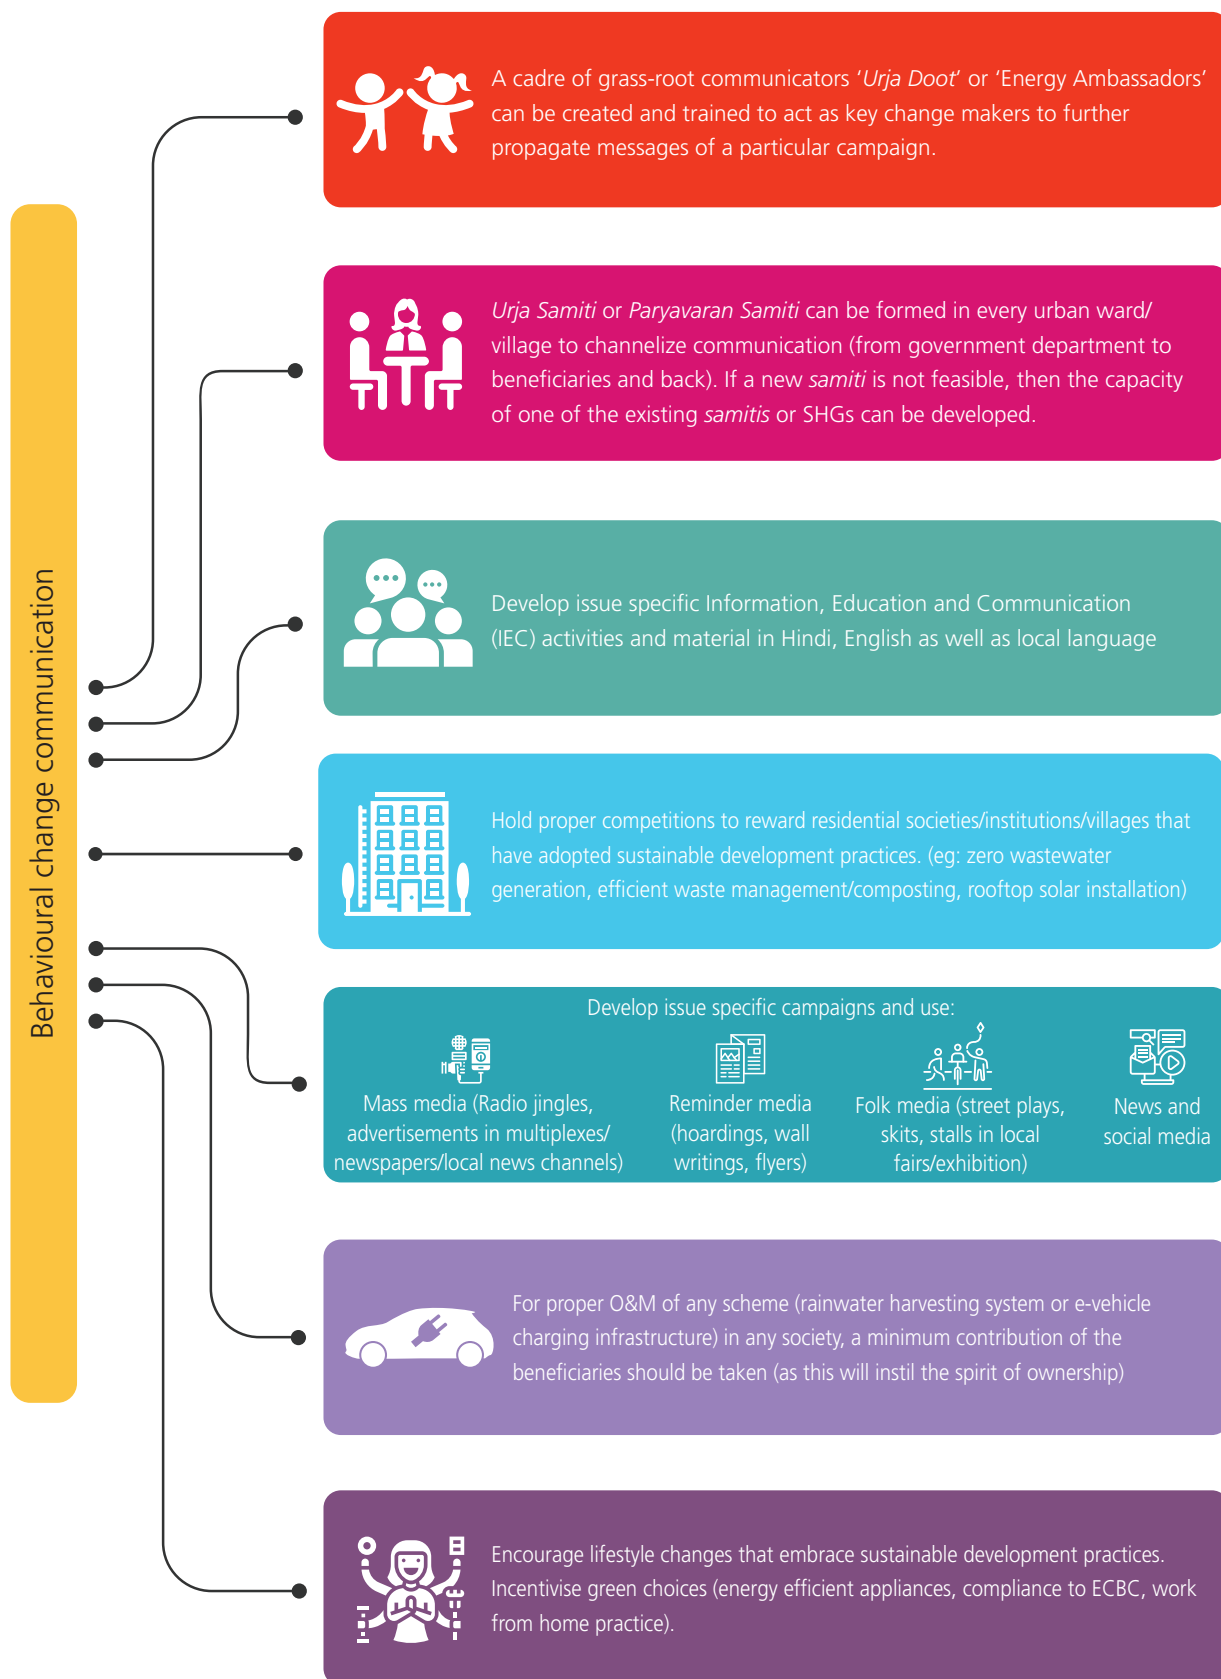 Behavioural change communication
A cadre of grass-root communicators ‘Urja Doot’ or ‘Energy Ambassadors’
can be created and trained to act as key change makers to further
propagate messages of a particular campaign.
Urja Samiti or Paryavaran Samiti can be formed in every urban ward/
village to channelize communication (from government department to
beneficiaries and back). If a new samiti is not feasible, then the capacity
of one of the existing samitis or SHGs can be developed.
Develop issue specific Information, Education and Communication
(IEC) activities and material in Hindi, English as well as local language
Hold proper competitions to reward residential societies/institutions/villages that
have adopted sustainable development practices. (eg: zero wastewater
generation, efficient waste management/composting, rooftop solar installation)
Develop issue specific campaigns and use:
Mass media (Radio jingles,
advertisements in multiplexes/
newspapers/local news channels)
Reminder media
(hoardings, wall
writings, flyers)
Folk media (street plays,
skits, stalls in local
fairs/exhibition)
News and
social media
For proper O&M of any scheme (rainwater harvesting system or e-vehicle
charging infrastructure) in any society, a minimum contribution of the
beneficiaries should be taken (as this will instil the spirit of ownership)
Encourage lifestyle changes that embrace sustainable development practices.
Incentivise green choices (energy efficient appliances, compliance to ECBC, work
from home practice).